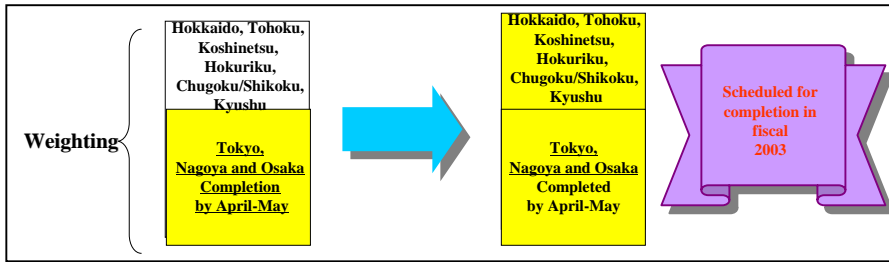 Weighting
Hokkaido, Tohoku,
Koshinetsu,
Hokuriku,
Chugoku/Shikoku,
Kyushu
Tokyo,
Nagoya and Osaka
Completion
by April-May
Hokkaido, Tohoku,
Koshinetsu,
Hokuriku,
Chugoku/Shikoku,
Kyushu
Tokyo,
Nagoya and Osaka
Completed
by April-May
Scheduled for
completion in
fiscal
2003